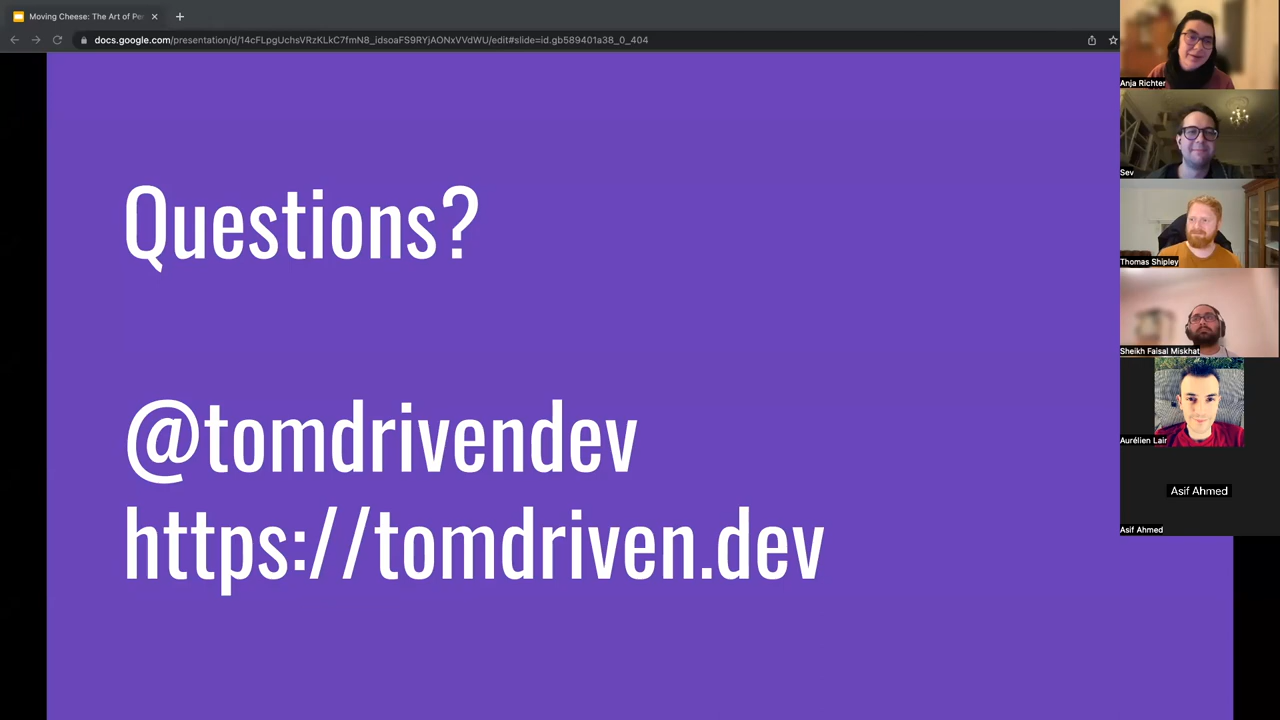 Moving Cheese: The Art of Per
docs.google.com/presentation/d/14cFLpgUchsVRzKLkC7fmN8_idsoaFS9RYjAONxVVdWU/edit#slide=id.gb589401a38_0_404
Questions?
@tomdrivendev
https://tomdriven.dev
Anja Richter
Sev
Thomas Shipley
Sheikh Faisal Miskhat
Aurélien Lair
Asif Ahmed
Asif Ahmed